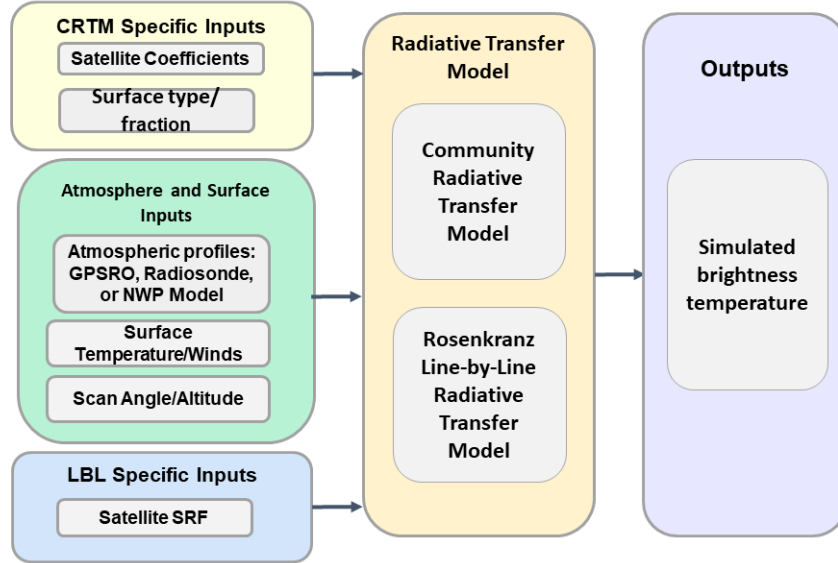 CRTM Specific Inputs
Satellite Coefficients
Surface type/
fraction
Atmosphere and Surface
Inputs
Atmospheric profiles:
GPSRO, Radiosonde,
or NWP Model
Surface
Temperature/Winds
Scan Angle/Altitude
LBL Specific Inputs
Satellite SRF
Radiative Transfer
Model
Community
Radiative
Transfer
Model
Rosenkranz
Line-by-Line
Radiative
Transfer
Model
Outputs
Simulated
brightness
temperature